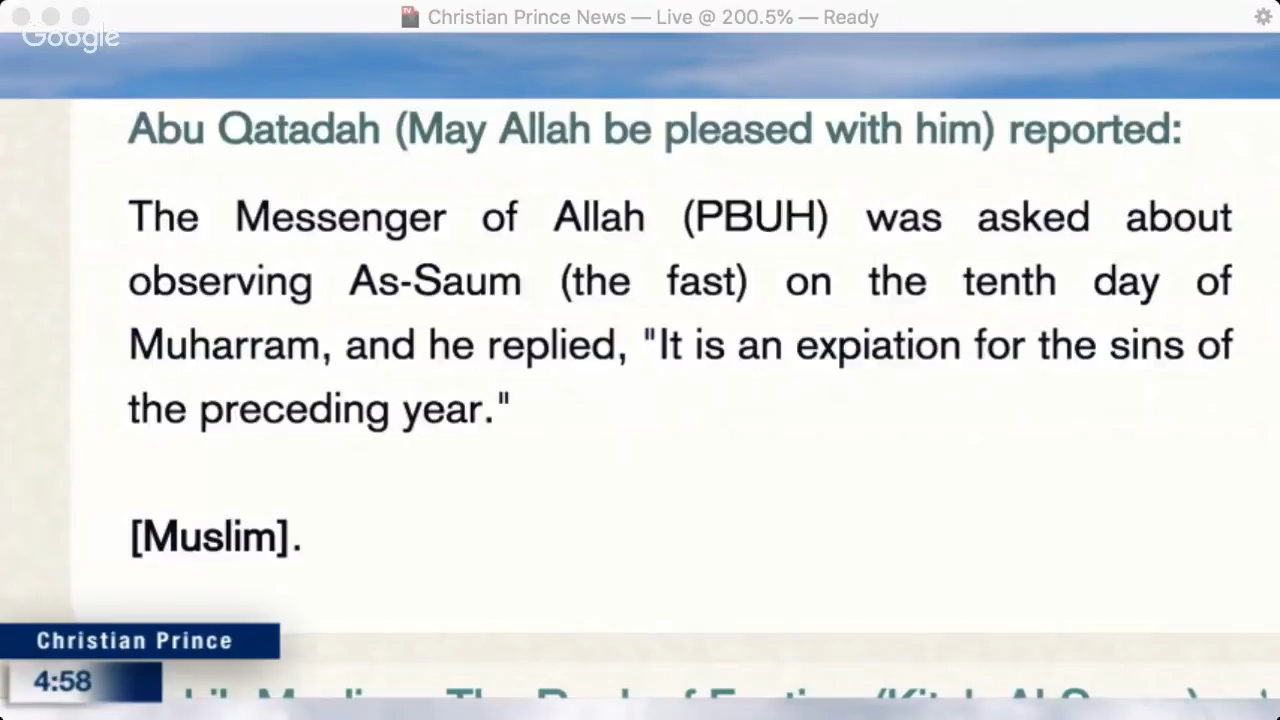 Christian Prince News — Live @ 200.5% — Ready
Google
Abu Qatadah (May Allah be pleased with him) reported:
The Messenger of Allah (PBUH) was asked about
observing As-Saum (the fast) on the tenth day of
Muharram, and he replied, "It is an expiation for the sins of
the preceding year."
[Muslim].
Christian Prince
4:58